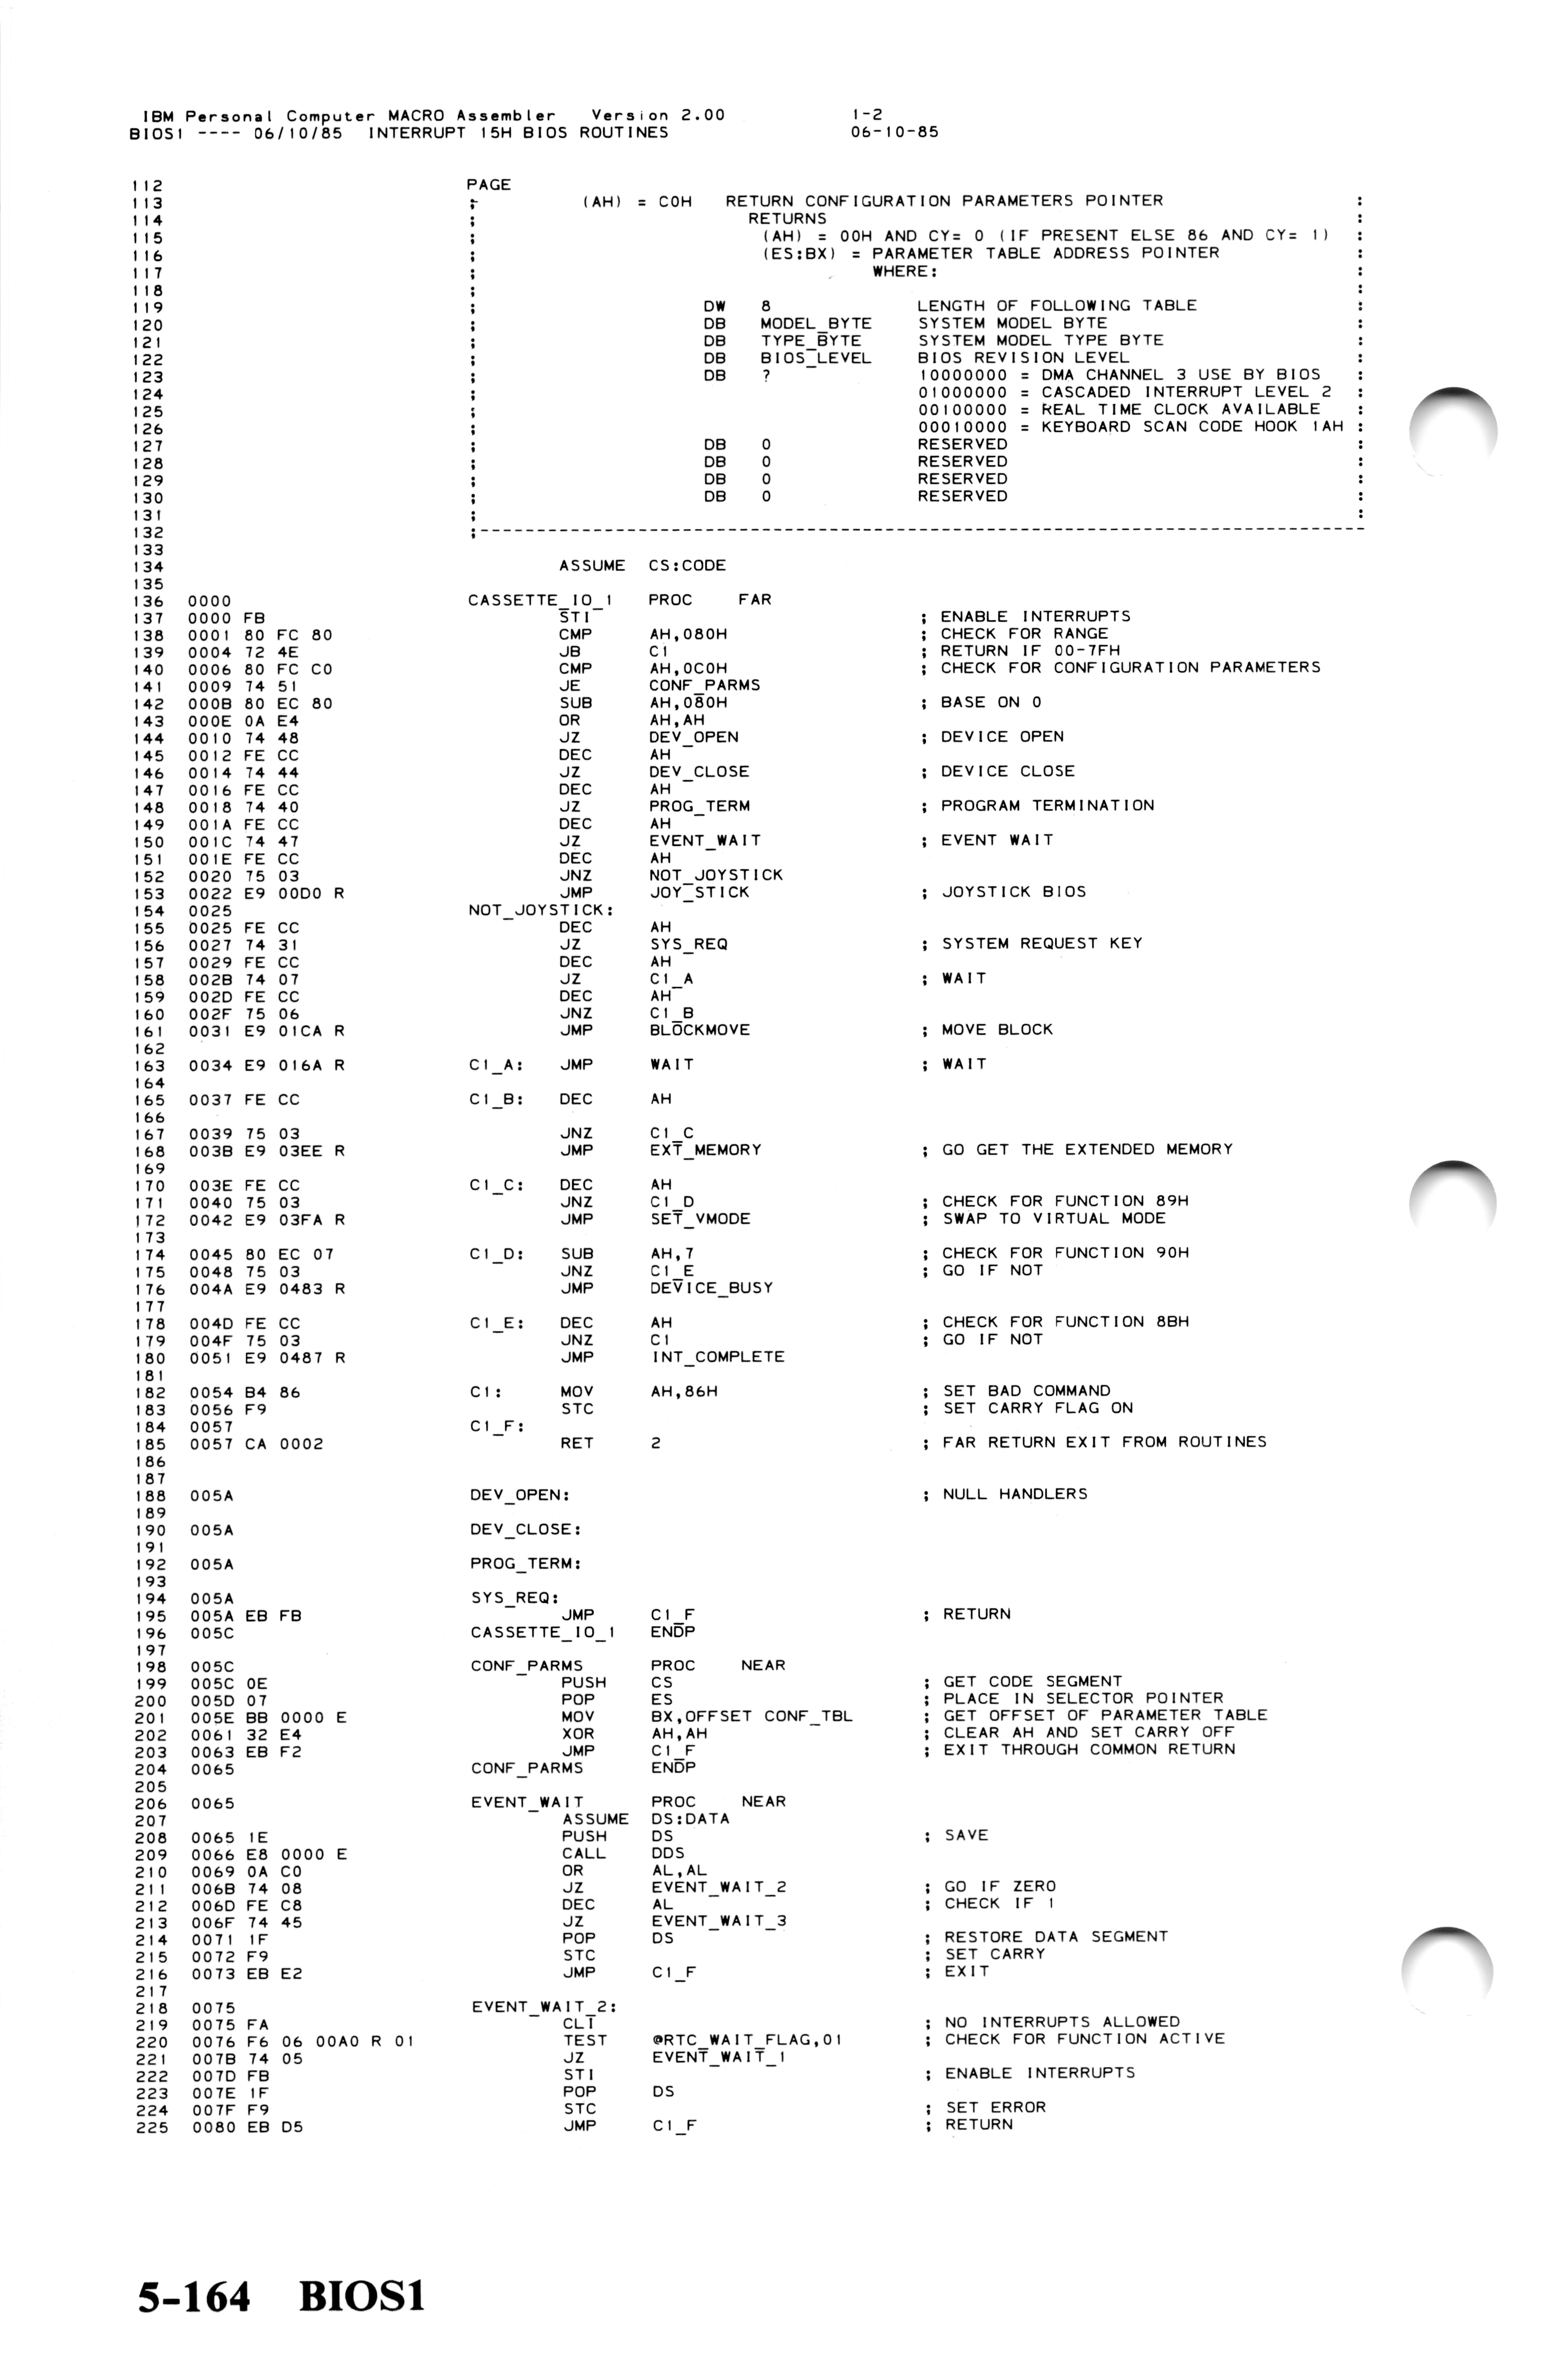 IBM Personal Computer MACRO Assembler   Version 2.00          1-2
BIOS1 ---- 06/10/85  INTERRUPT 15H BIOS ROUTINES              06-10-85
112  PAGE
113  ;  (AH) = C0H   RETURN CONFIGURATION PARAMETERS POINTER  :
114  ;  RETURNS  :
115  ;  (AH) = 00H AND CY= 0 (IF PRESENT ELSE 86 AND CY= 1)  :
116  ;  (ES:BX) = PARAMETER TABLE ADDRESS POINTER  :
117  ;  WHERE:  :
118  ;  :
119  ;  DW  8  LENGTH OF FOLLOWING TABLE  :
120  ;  DB  MODEL_BYTE  SYSTEM MODEL BYTE  :
121  ;  DB  TYPE_BYTE  SYSTEM MODEL TYPE BYTE  :
122  ;  DB  BIOS_LEVEL  BIOS REVISION LEVEL  :
123  ;  DB  ?  10000000 = DMA CHANNEL 3 USE BY BIOS  :
124  ;  01000000 = CASCADED INTERRUPT LEVEL 2  :
125  ;  00100000 = REAL TIME CLOCK AVAILABLE  :
126  ;  00010000 = KEYBOARD SCAN CODE HOOK 1AH  :
127  ;  DB  0  RESERVED  :
128  ;  DB  0  RESERVED  :
129  ;  DB  0  RESERVED  :
130  ;  DB  0  RESERVED  :
131  ;  :
132  ;-------------------------------------------------------------------------------
133
134  ASSUME  CS:CODE
135
136  0000  CASSETTE_IO_1  PROC  FAR
137  0000 FB  STI  ; ENABLE INTERRUPTS
138  0001 80 FC 80  CMP  AH,080H  ; CHECK FOR RANGE
139  0004 72 4E  JB  C1  ; RETURN IF 00-7FH
140  0006 80 FC C0  CMP  AH,0C0H  ; CHECK FOR CONFIGURATION PARAMETERS
141  0009 74 51  JE  CONF_PARMS
142  000B 80 EC 80  SUB  AH,080H  ; BASE ON 0
143  000E 0A E4  OR  AH,AH
144  0010 74 48  JZ  DEV_OPEN  ; DEVICE OPEN
145  0012 FE CC  DEC  AH
146  0014 74 44  JZ  DEV_CLOSE  ; DEVICE CLOSE
147  0016 FE CC  DEC  AH
148  0018 74 40  JZ  PROG_TERM  ; PROGRAM TERMINATION
149  001A FE CC  DEC  AH
150  001C 74 47  JZ  EVENT_WAIT  ; EVENT WAIT
151  001E FE CC  DEC  AH
152  0020 75 03  JNZ  NOT_JOYSTICK
153  0022 E9 00D0 R  JMP  JOY_STICK  ; JOYSTICK BIOS
154  0025  NOT_JOYSTICK:
155  0025 FE CC  DEC  AH
156  0027 74 31  JZ  SYS_REQ  ; SYSTEM REQUEST KEY
157  0029 FE CC  DEC  AH
158  002B 74 07  JZ  C1_A  ; WAIT
159  002D FE CC  DEC  AH
160  002F 75 06  JNZ  C1_B
161  0031 E9 01CA R  JMP  BLOCKMOVE  ; MOVE BLOCK
162
163  0034 E9 016A R  C1_A:  JMP  WAIT  ; WAIT
164
165  0037 FE CC  C1_B:  DEC  AH
166
167  0039 75 03  JNZ  C1_C
168  003B E9 03EE R  JMP  EXT_MEMORY  ; GO GET THE EXTENDED MEMORY
169
170  003E FE CC  C1_C:  DEC  AH
171  0040 75 03  JNZ  C1_D  ; CHECK FOR FUNCTION 89H
172  0042 E9 03FA R  JMP  SET_VMODE  ; SWAP TO VIRTUAL MODE
173
174  0045 80 EC 07  C1_D:  SUB  AH,7  ; CHECK FOR FUNCTION 90H
175  0048 75 03  JNZ  C1_E  ; GO IF NOT
176  004A E9 0483 R  JMP  DEVICE_BUSY
177
178  004D FE CC  C1_E:  DEC  AH  ; CHECK FOR FUNCTION 8BH
179  004F 75 03  JNZ  C1  ; GO IF NOT
180  0051 E9 0487 R  JMP  INT_COMPLETE
181
182  0054 B4 86  C1:  MOV  AH,86H  ; SET BAD COMMAND
183  0056 F9  STC  ; SET CARRY FLAG ON
184  0057  C1_F:
185  0057 CA 0002  RET  2  ; FAR RETURN EXIT FROM ROUTINES
186
187
188  005A  DEV_OPEN:  ; NULL HANDLERS
189
190  005A  DEV_CLOSE:
191
192  005A  PROG_TERM:
193
194  005A  SYS_REQ:
195  005A EB FB  JMP  C1_F  ; RETURN
196  005C  CASSETTE_IO_1  ENDP
197
198  005C  CONF_PARMS  PROC  NEAR
199  005C 0E  PUSH  CS  ; GET CODE SEGMENT
200  005D 07  POP  ES  ; PLACE IN SELECTOR POINTER
201  005E BB 0000 E  MOV  BX,OFFSET CONF_TBL  ; GET OFFSET OF PARAMETER TABLE
202  0061 32 E4  XOR  AH,AH  ; CLEAR AH AND SET CARRY OFF
203  0063 EB F2  JMP  C1_F  ; EXIT THROUGH COMMON RETURN
204  0065  CONF_PARMS  ENDP
205
206  0065  EVENT_WAIT  PROC  NEAR
207  ASSUME  DS:DATA
208  0065 1E  PUSH  DS  ; SAVE
209  0066 E8 0000 E  CALL  DDS
210  0069 0A C0  OR  AL,AL
211  006B 74 08  JZ  EVENT_WAIT_2  ; GO IF ZERO
212  006D FE C8  DEC  AL  ; CHECK IF 1
213  006F 74 45  JZ  EVENT_WAIT_3
214  0071 1F  POP  DS  ; RESTORE DATA SEGMENT
215  0072 F9  STC  ; SET CARRY
216  0073 EB E2  JMP  C1_F  ; EXIT
217
218  0075  EVENT_WAIT_2:
219  0075 FA  CLI  ; NO INTERRUPTS ALLOWED
220  0076 F6 06 00A0 R 01  TEST  @RTC_WAIT_FLAG,01  ; CHECK FOR FUNCTION ACTIVE
221  007B 74 05  JZ  EVENT_WAIT_1
222  007D FB  STI  ; ENABLE INTERRUPTS
223  007E 1F  POP  DS
224  007F F9  STC  ; SET ERROR
225  0080 EB D5  JMP  C1_F  ; RETURN
5-164   BIOS1